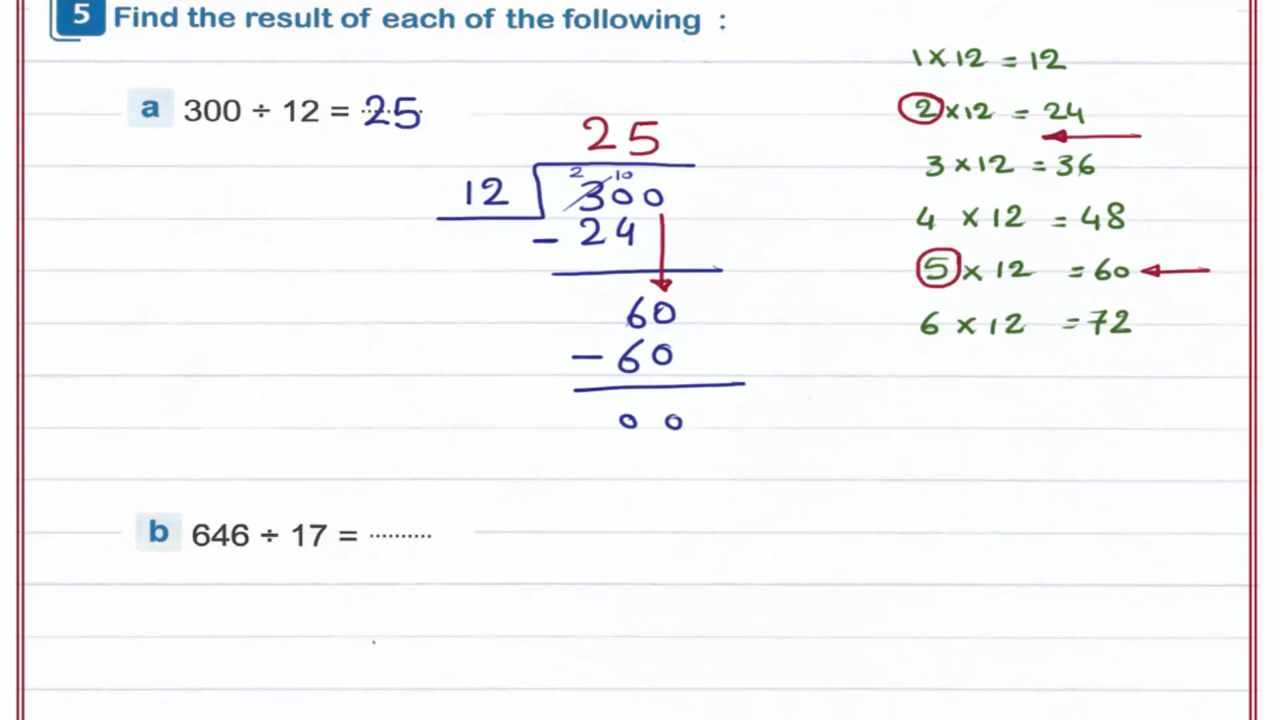 5 Find the result of each of the following :
a 300 ÷ 12 = 25
25
12 300
2 10
- 24
60
- 60
0 0
1 × 12 = 12
2 × 12 = 24
3 × 12 = 36
4 × 12 = 48
5 × 12 = 60
6 × 12 = 72
b 646 ÷ 17 = ..........